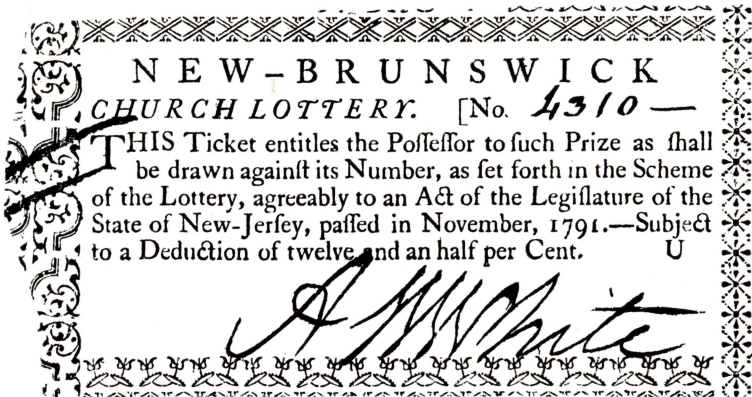 NEW-BRUNSWICK
CHURCH LOTTERY. [No. 4310 —
THIS Ticket entitles the Poſſeſſor to ſuch Prize as ſhall
be drawn againſt its Number, as ſet forth in the Scheme
of the Lottery, agreeably to an Act of the Legiſlature of the
State of New-Jerſey, paſſed in November, 1791.—Subject
to a Deduction of twelve and an half per Cent. U
A White